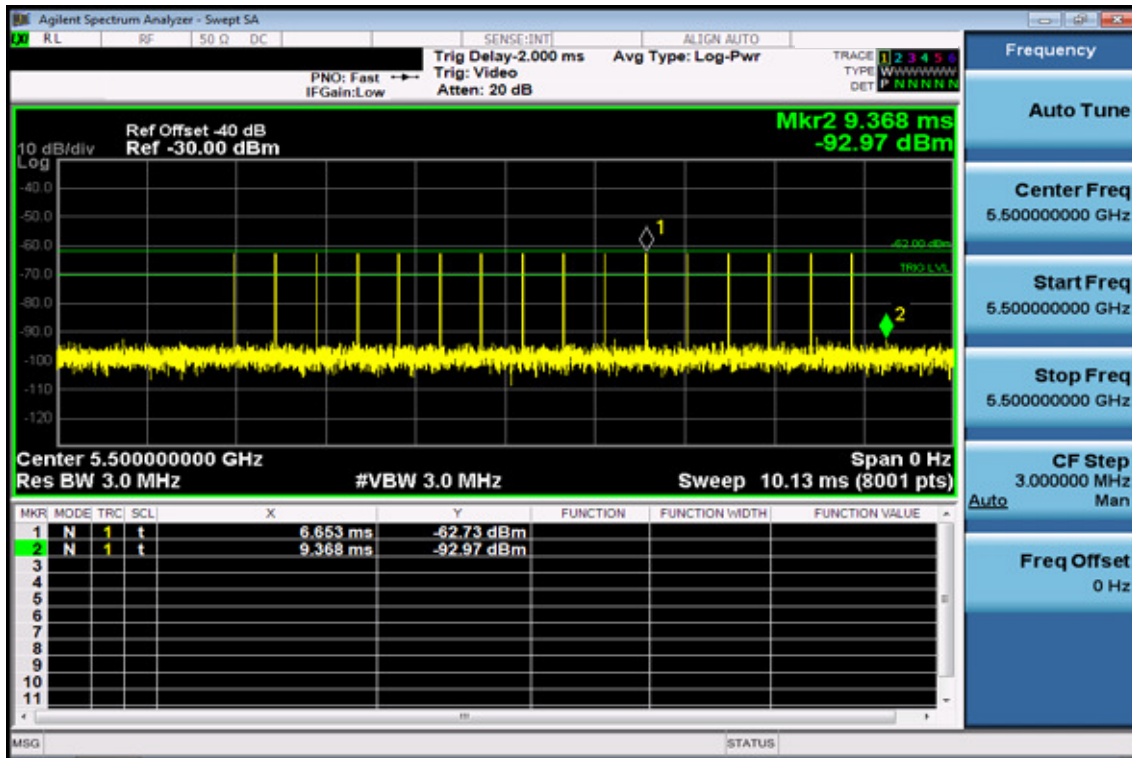 Agilent Spectrum Analyzer - Swept SA
RL RF 50 Ω DC SENSE:INT ALIGN AUTO
Trig Delay-2.000 ms Avg Type: Log-Pwr TRACE 1 2 3 4 5 6
PNO: Fast Trig: Video TYPE WWWWWW
IFGain:Low Atten: 20 dB DET P N N N N N
Frequency
Auto Tune
Center Freq
5.500000000 GHz
Start Freq
5.500000000 GHz
Stop Freq
5.500000000 GHz
CF Step
3.000000 MHz
Auto Man
Freq Offset
0 Hz
Mkr2 9.368 ms
-92.97 dBm
Ref Offset -40 dB
10 dB/div Ref -30.00 dBm
Log
-40.0
-50.0
-60.0
-70.0
-80.0
-90.0
-100
-110
-120
1
-62.00 dBm
TRIG LVL
2
Center 5.500000000 GHz Span 0 Hz
Res BW 3.0 MHz #VBW 3.0 MHz Sweep 10.13 ms (8001 pts)
MKR MODE TRC SCL X Y FUNCTION FUNCTION WIDTH FUNCTION VALUE
1 N 1 t 6.653 ms -62.73 dBm
2 N 1 t 9.368 ms -92.97 dBm
3
4
5
6
7
8
9
10
11
MSG STATUS